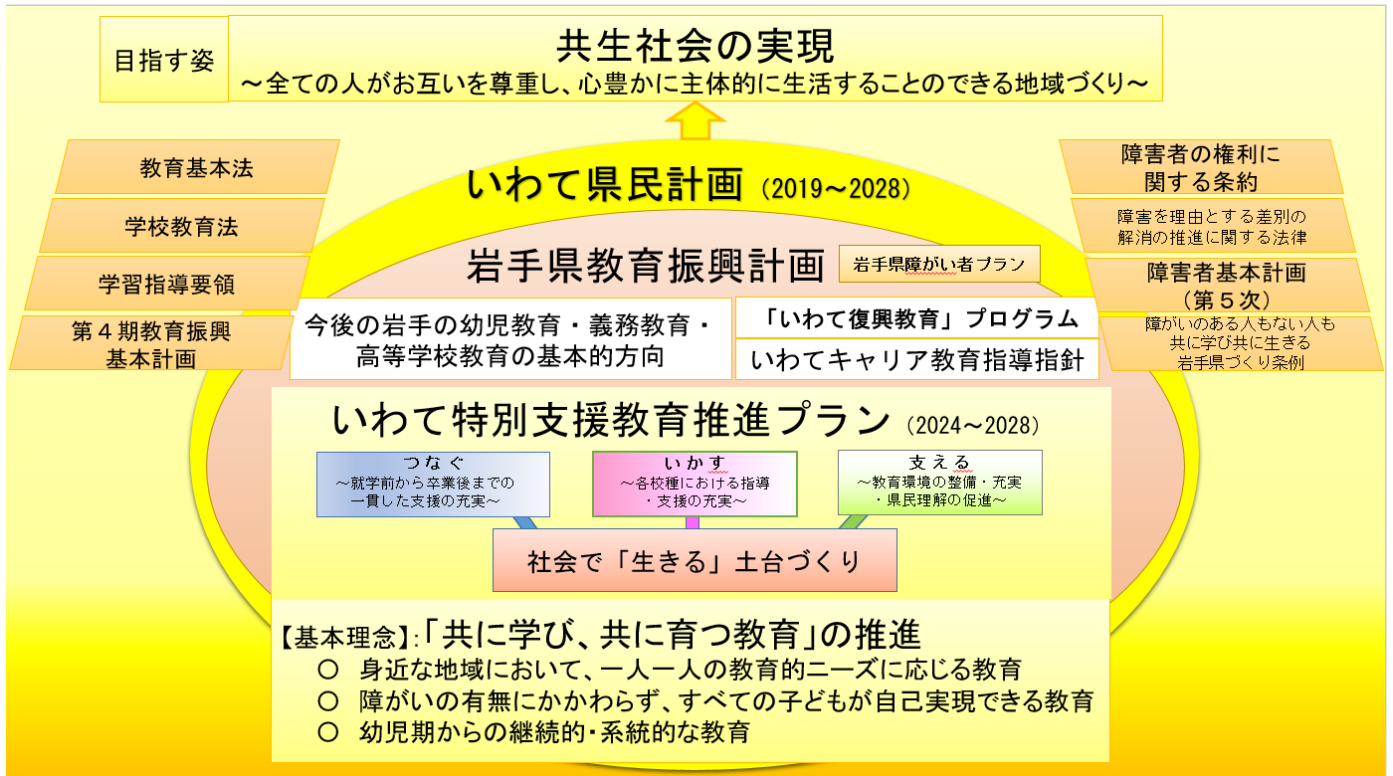 目指す姿
共生社会の実現
～全ての人がお互いを尊重し、心豊かに主体的に生活することのできる地域づくり～
教育基本法
学校教育法
学習指導要領
第４期教育振興
基本計画
障害者の権利に
関する条約
障害を理由とする差別の
解消の推進に関する法律
障害者基本計画
（第５次）
障がいのある人もない人も
共に学び共に生きる
岩手県づくり条例
いわて県民計画（2019～2028）
岩手県教育振興計画
岩手県障がい者プラン
今後の岩手の幼児教育・義務教育・
高等学校教育の基本的方向
「いわて復興教育」プログラム
いわてキャリア教育指導指針
いわて特別支援教育推進プラン（2024～2028）
つなぐ
～就学前から卒業後までの
一貫した支援の充実～
いかす
～各校種における指導
・支援の充実～
支える
～教育環境の整備・充実
・県民理解の促進～
社会で「生きる」土台づくり
【基本理念】：「共に学び、共に育つ教育」の推進
○　身近な地域において、一人一人の教育的ニーズに応じる教育
○　障がいの有無にかかわらず、すべての子どもが自己実現できる教育
○　幼児期からの継続的・系統的な教育